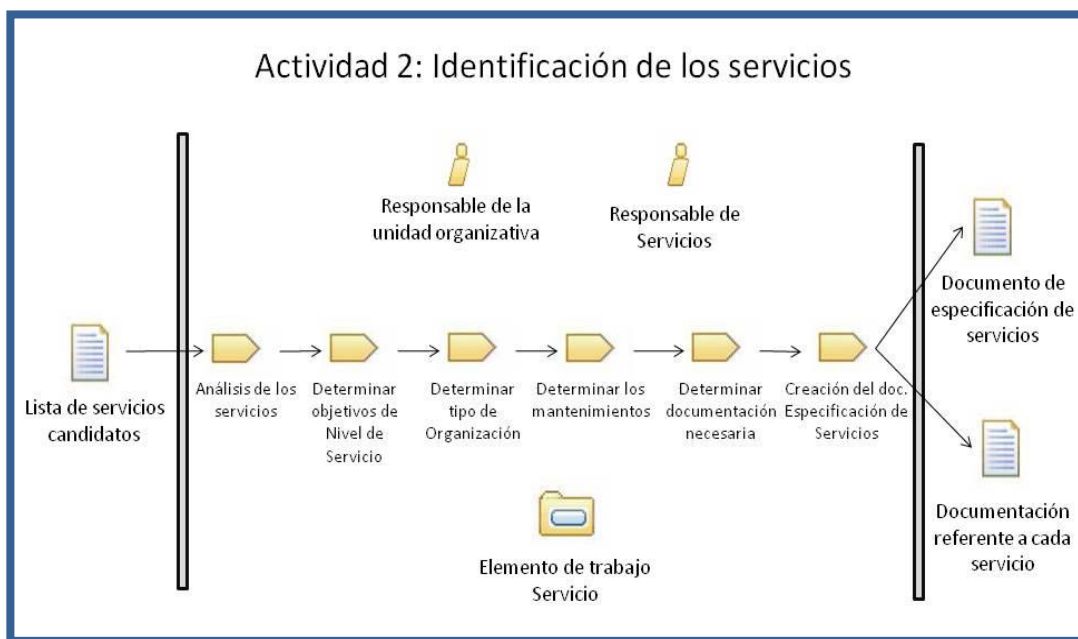 Actividad 2: Identificación de los servicios
Responsable de la
unidad organizativa
Responsable de
Servicios
Lista de servicios
candidatos
Análisis de los
servicios
Determinar
objetivos de
Nivel de
Servicio
Determinar
tipo de
Organización
Determinar los
mantenimientos
Determinar
documentación
necesaria
Creación del doc.
Especificación de
Servicios
Documento de
especificación de
servicios
Documentación
referente a cada
servicio
Elemento de trabajo
Servicio